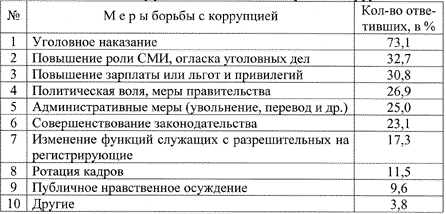 № М е р ы борьбы с коррупцией Кол-во отве-
тивших, в %
1 Уголовное наказание 73,1
2 Повышение роли СМИ, огласка уголовных дел 32,7
3 Повышение зарплаты или льгот и привилегий 30,8
4 Политическая воля, меры правительства 26,9
5 Административные меры (увольнение, перевод и др.) 25,0
6 Совершенствование законодательства 23,1
7 Изменение функций служащих с разрешительных на 17,3
регистрирующие
8 Ротация кадров 11,5
9 Публичное нравственное осуждение 9,6
10 Другие 3,8